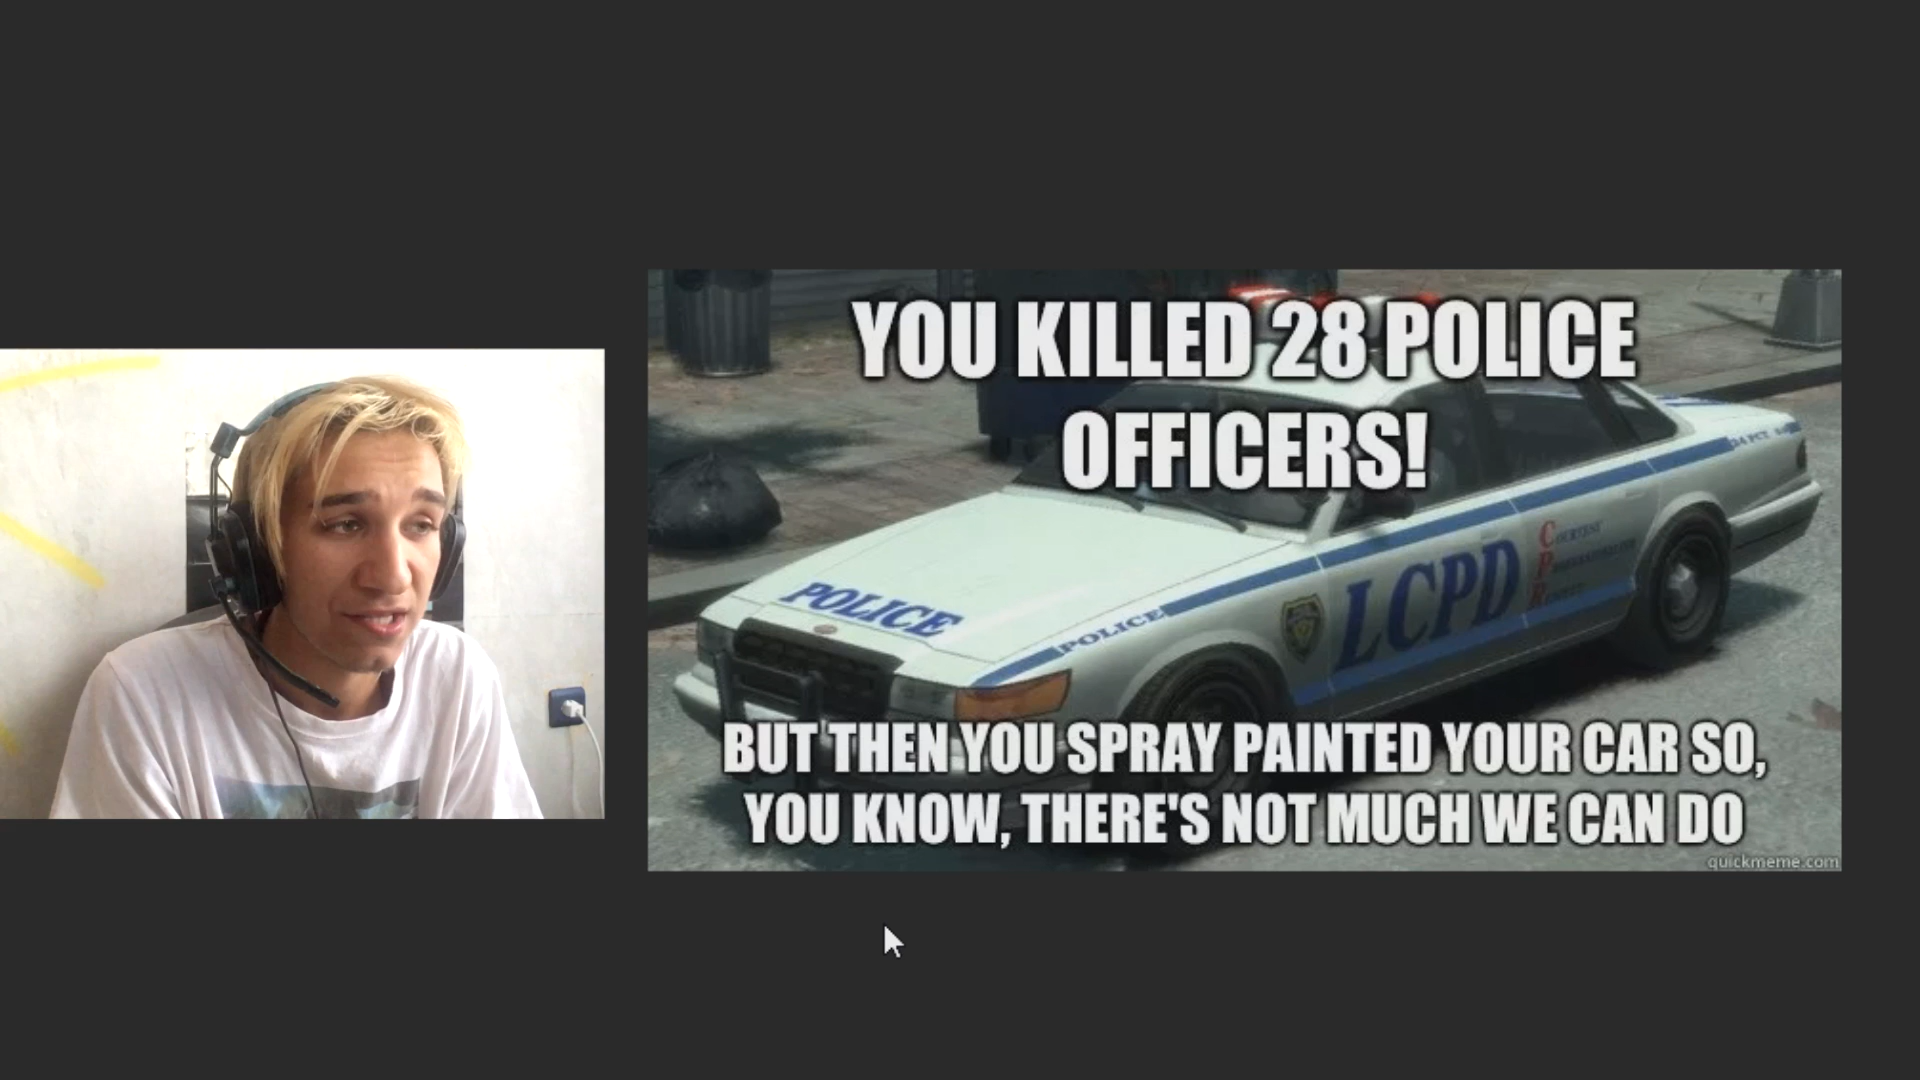 YOU KILLED 28 POLICE
OFFICERS!
POLICE
POLICE
LCPD
COURTESY
BUT THEN YOU SPRAY PAINTED YOUR CAR SO,
YOU KNOW, THERE'S NOT MUCH WE CAN DO
quickmeme.com